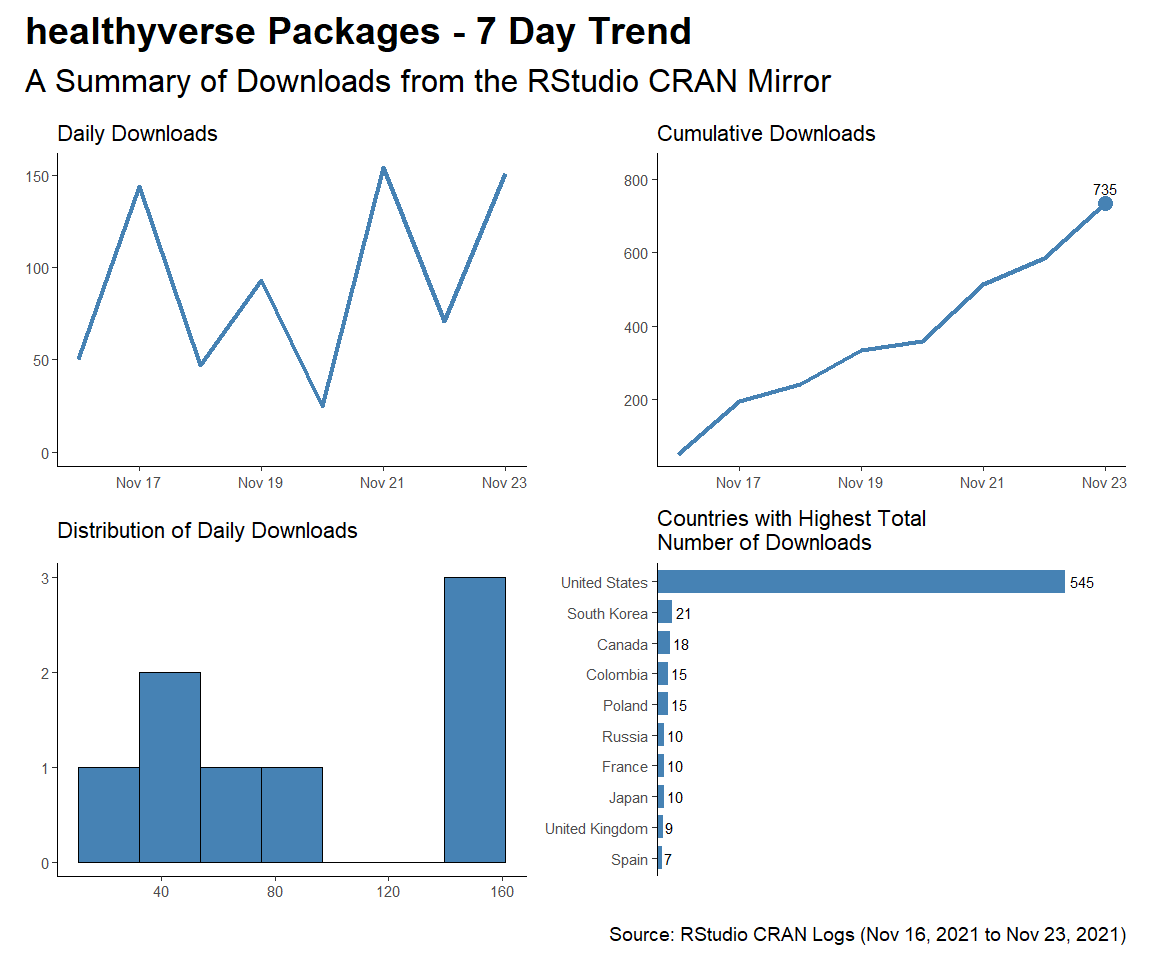 healthyverse Packages - 7 Day Trend
A Summary of Downloads from the RStudio CRAN Mirror
Daily Downloads
150
100
50
0
Nov 17
Nov 19
Nov 21
Nov 23
Cumulative Downloads
800
600
400
200
735
Nov 17
Nov 19
Nov 21
Nov 23
Distribution of Daily Downloads
3
2
1
0
40
80
120
160
Countries with Highest Total
Number of Downloads
United States 545
South Korea 21
Canada 18
Colombia 15
Poland 15
Russia 10
France 10
Japan 10
United Kingdom 9
Spain 7
Source: RStudio CRAN Logs (Nov 16, 2021 to Nov 23, 2021)